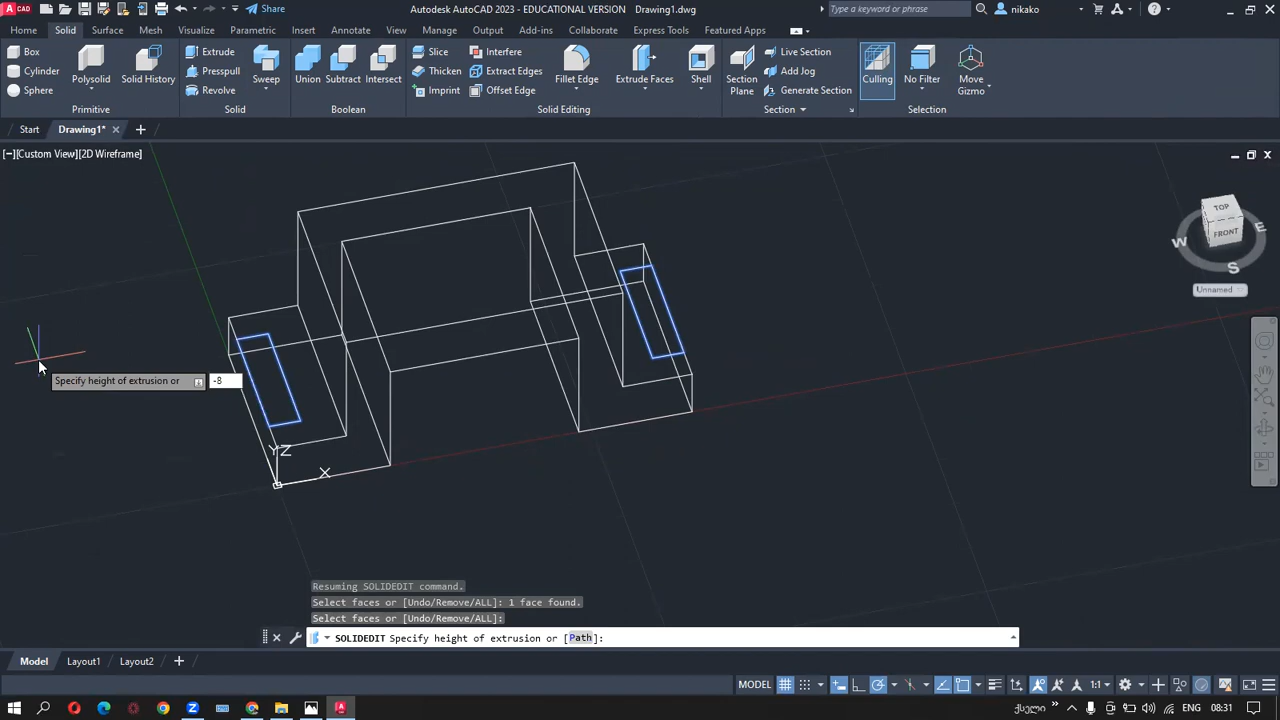 CAD
Share
Autodesk AutoCAD 2023 - EDUCATIONAL VERSION Drawing1.dwg
Type a keyword or phrase
nikako
Home Solid Surface Mesh Visualize Parametric Insert Annotate View Manage Output Add-ins Collaborate Express Tools Featured Apps
Box
Cylinder
Sphere
Polysolid
Solid History
Extrude
Presspull
Revolve
Sweep
Union Subtract Intersect
Slice
Thicken
Imprint
Interfere
Extract Edges
Offset Edge
Fillet Edge
Extrude Faces
Shell
Section
Plane
Live Section
Add Jog
Generate Section
Culling
No Filter
Move
Gizmo
Primitive Solid Boolean Solid Editing Section Selection
Start Drawing1*
[−][Custom View][2D Wireframe]
TOP
FRONT
W E
S
Unnamed
Specify height of extrusion or -8
Y Z
X
Resuming SOLIDEDIT command.
Select faces or [Undo/Remove/ALL]: 1 face found.
Select faces or [Undo/Remove/ALL]:
SOLIDEDIT Specify height of extrusion or [Path]:
Model Layout1 Layout2
MODEL 1:1
ქსელი ENG 08:31